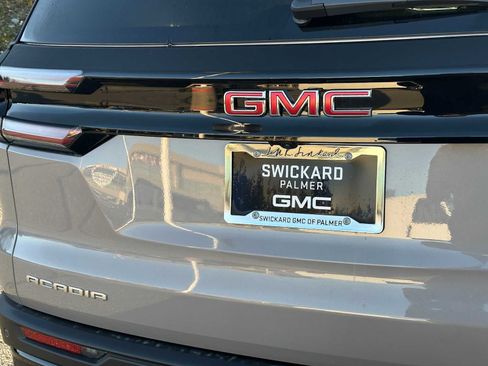 GMC
SWICKARD
PALMER
GMC
SWICKARD GMC OF PALMER
ACADIA